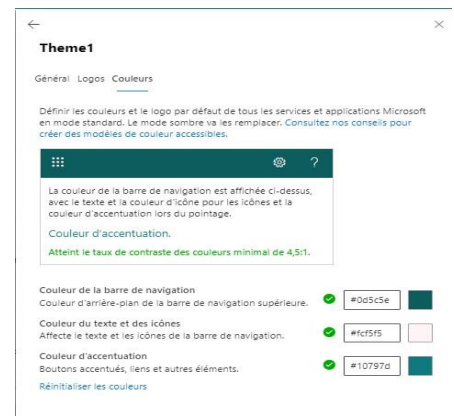 Theme1
Général Logos Couleurs
Définir les couleurs et le logo par défaut de tous les services et applications Microsoft
en mode standard. Le mode sombre va les remplacer. Consultez nos conseils pour
créer des modèles de couleur accessibles.
?
La couleur de la barre de navigation est affichée ci-dessus,
avec le texte et la couleur d'icône pour les icônes et la
couleur d'accentuation lors du pointage.
Couleur d'accentuation.
Atteint le taux de contraste des couleurs minimal de 4,5:1.
Couleur de la barre de navigation
Couleur d'arrière-plan de la barre de navigation supérieure.
#0d5c5e
Couleur du texte et des icônes
Affecte le texte et les icônes de la barre de navigation.
#fcf5f5
Couleur d'accentuation
Boutons accentués, liens et autres éléments.
#10797d
Réinitialiser les couleurs